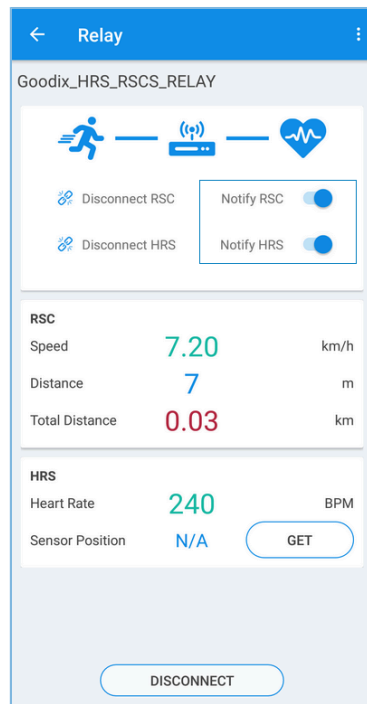 Relay
Goodix_HRS_RSCS_RELAY
Disconnect RSC Notify RSC
Disconnect HRS Notify HRS
RSC
Speed 7.20 km/h
Distance 7 m
Total Distance 0.03 km
HRS
Heart Rate 240 BPM
Sensor Position N/A GET
DISCONNECT